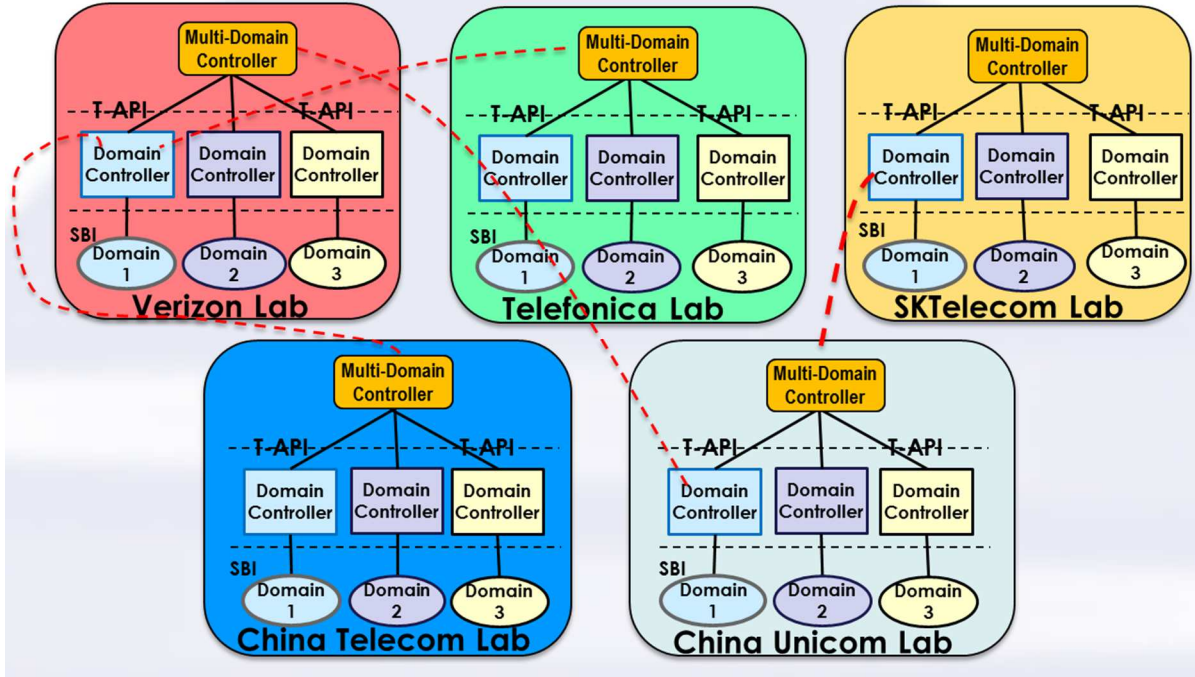 Multi-Domain
Controller
T-API T-API
Domain Domain Domain
Controller Controller Controller
SBI
Domain Domain Domain
1 2 3
Verizon Lab
Multi-Domain
Controller
T-API T-API
Domain Domain Domain
Controller Controller Controller
SBI
Domain Domain Domain
1 2 3
Telefonica Lab
Multi-Domain
Controller
T-API T-API
Domain Domain Domain
Controller Controller Controller
SBI
Domain Domain Domain
1 2 3
SKTelecom Lab
Multi-Domain
Controller
T-API T-API
Domain Domain Domain
Controller Controller Controller
SBI
Domain Domain Domain
1 2 3
China Telecom Lab
Multi-Domain
Controller
T-API T-API
Domain Domain Domain
Controller Controller Controller
SBI
Domain Domain Domain
1 2 3
China Unicom Lab